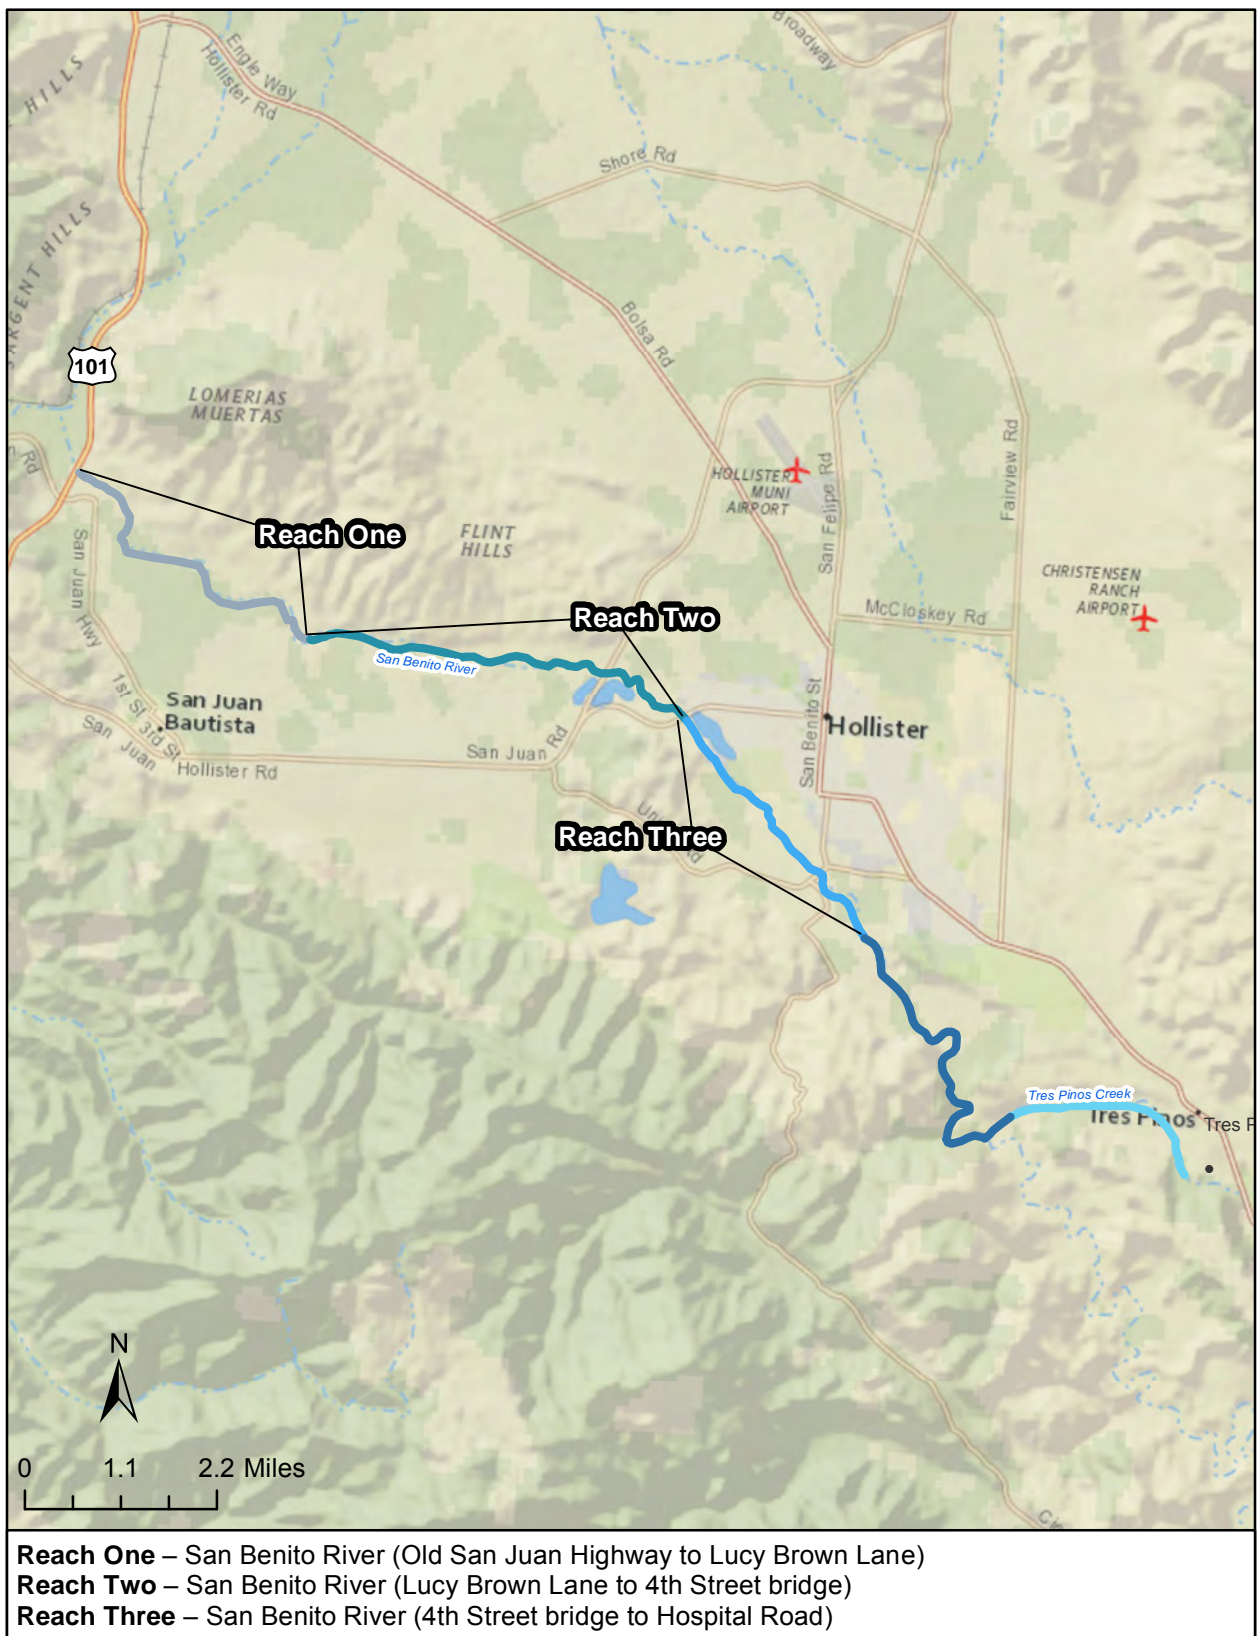 Broadway
Engle Way
Hollister Rd
HILLS
Shore Rd
SARGENT HILLS
Bolsa Rd
101
LOMERIAS
MUERTAS
Fairview Rd
San Felipe Rd
HOLLISTER
MUNI
AIRPORT
Rd
Reach One
FLINT
HILLS
San Juan Hwy
CHRISTENSEN
RANCH
AIRPORT
McCloskey Rd
Reach Two
San Benito River
1st St
3rd St
San Juan
Bautista
San Benito St
Hollister
San Juan
Hollister Rd
San Juan Rd
Reach Three
Rd
Tres Pinos Creek
Tres Pinos
Tres P
N
0 1.1 2.2 Miles
Reach One – San Benito River (Old San Juan Highway to Lucy Brown Lane)
Reach Two – San Benito River (Lucy Brown Lane to 4th Street bridge)
Reach Three – San Benito River (4th Street bridge to Hospital Road)